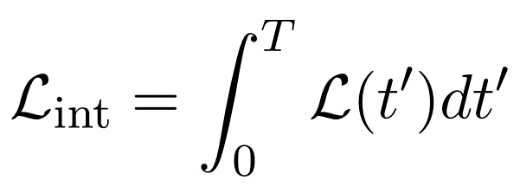 𝓛_int = ∫_0^T 𝓛(t′)dt′